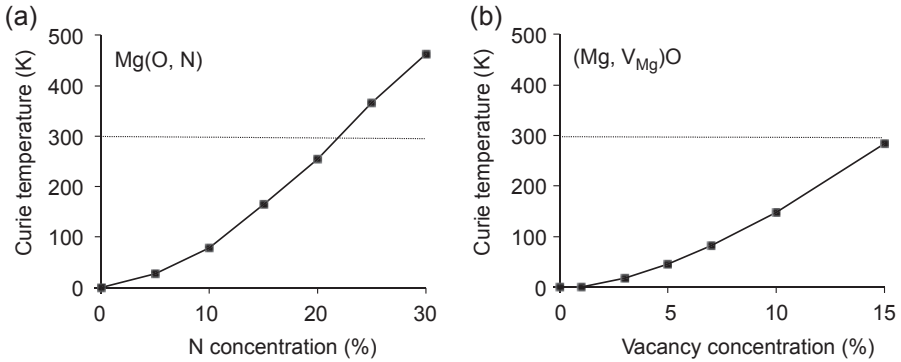 (a)
Curie temperature (K)
500
400
300
200
100
0
Mg(O, N)
0 10 20 30
N concentration (%)
(b)
Curie temperature (K)
500
400
300
200
100
0
(Mg, V_Mg)O
0 5 10 15
Vacancy concentration (%)